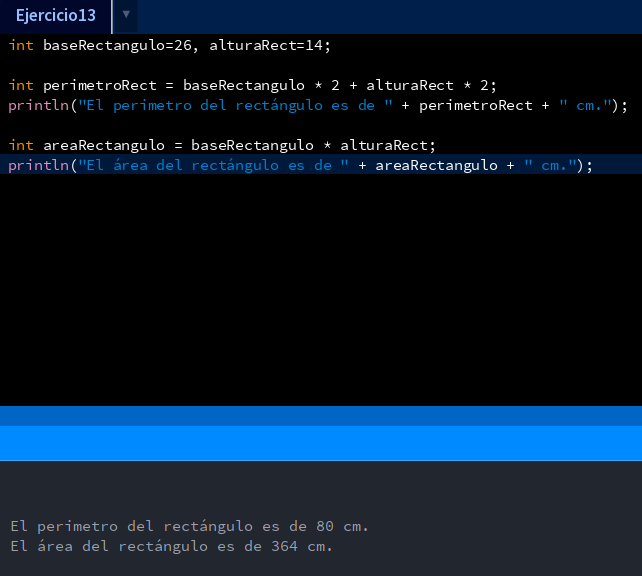 Ejercicio13
int baseRectangulo=26, alturaRect=14;
int perimetroRect = baseRectangulo * 2 + alturaRect * 2;
println("El perimetro del rectángulo es de " + perimetroRect + " cm.");
int areaRectangulo = baseRectangulo * alturaRect;
println("El área del rectángulo es de " + areaRectangulo + " cm.");
El perimetro del rectángulo es de 80 cm.
El área del rectángulo es de 364 cm.